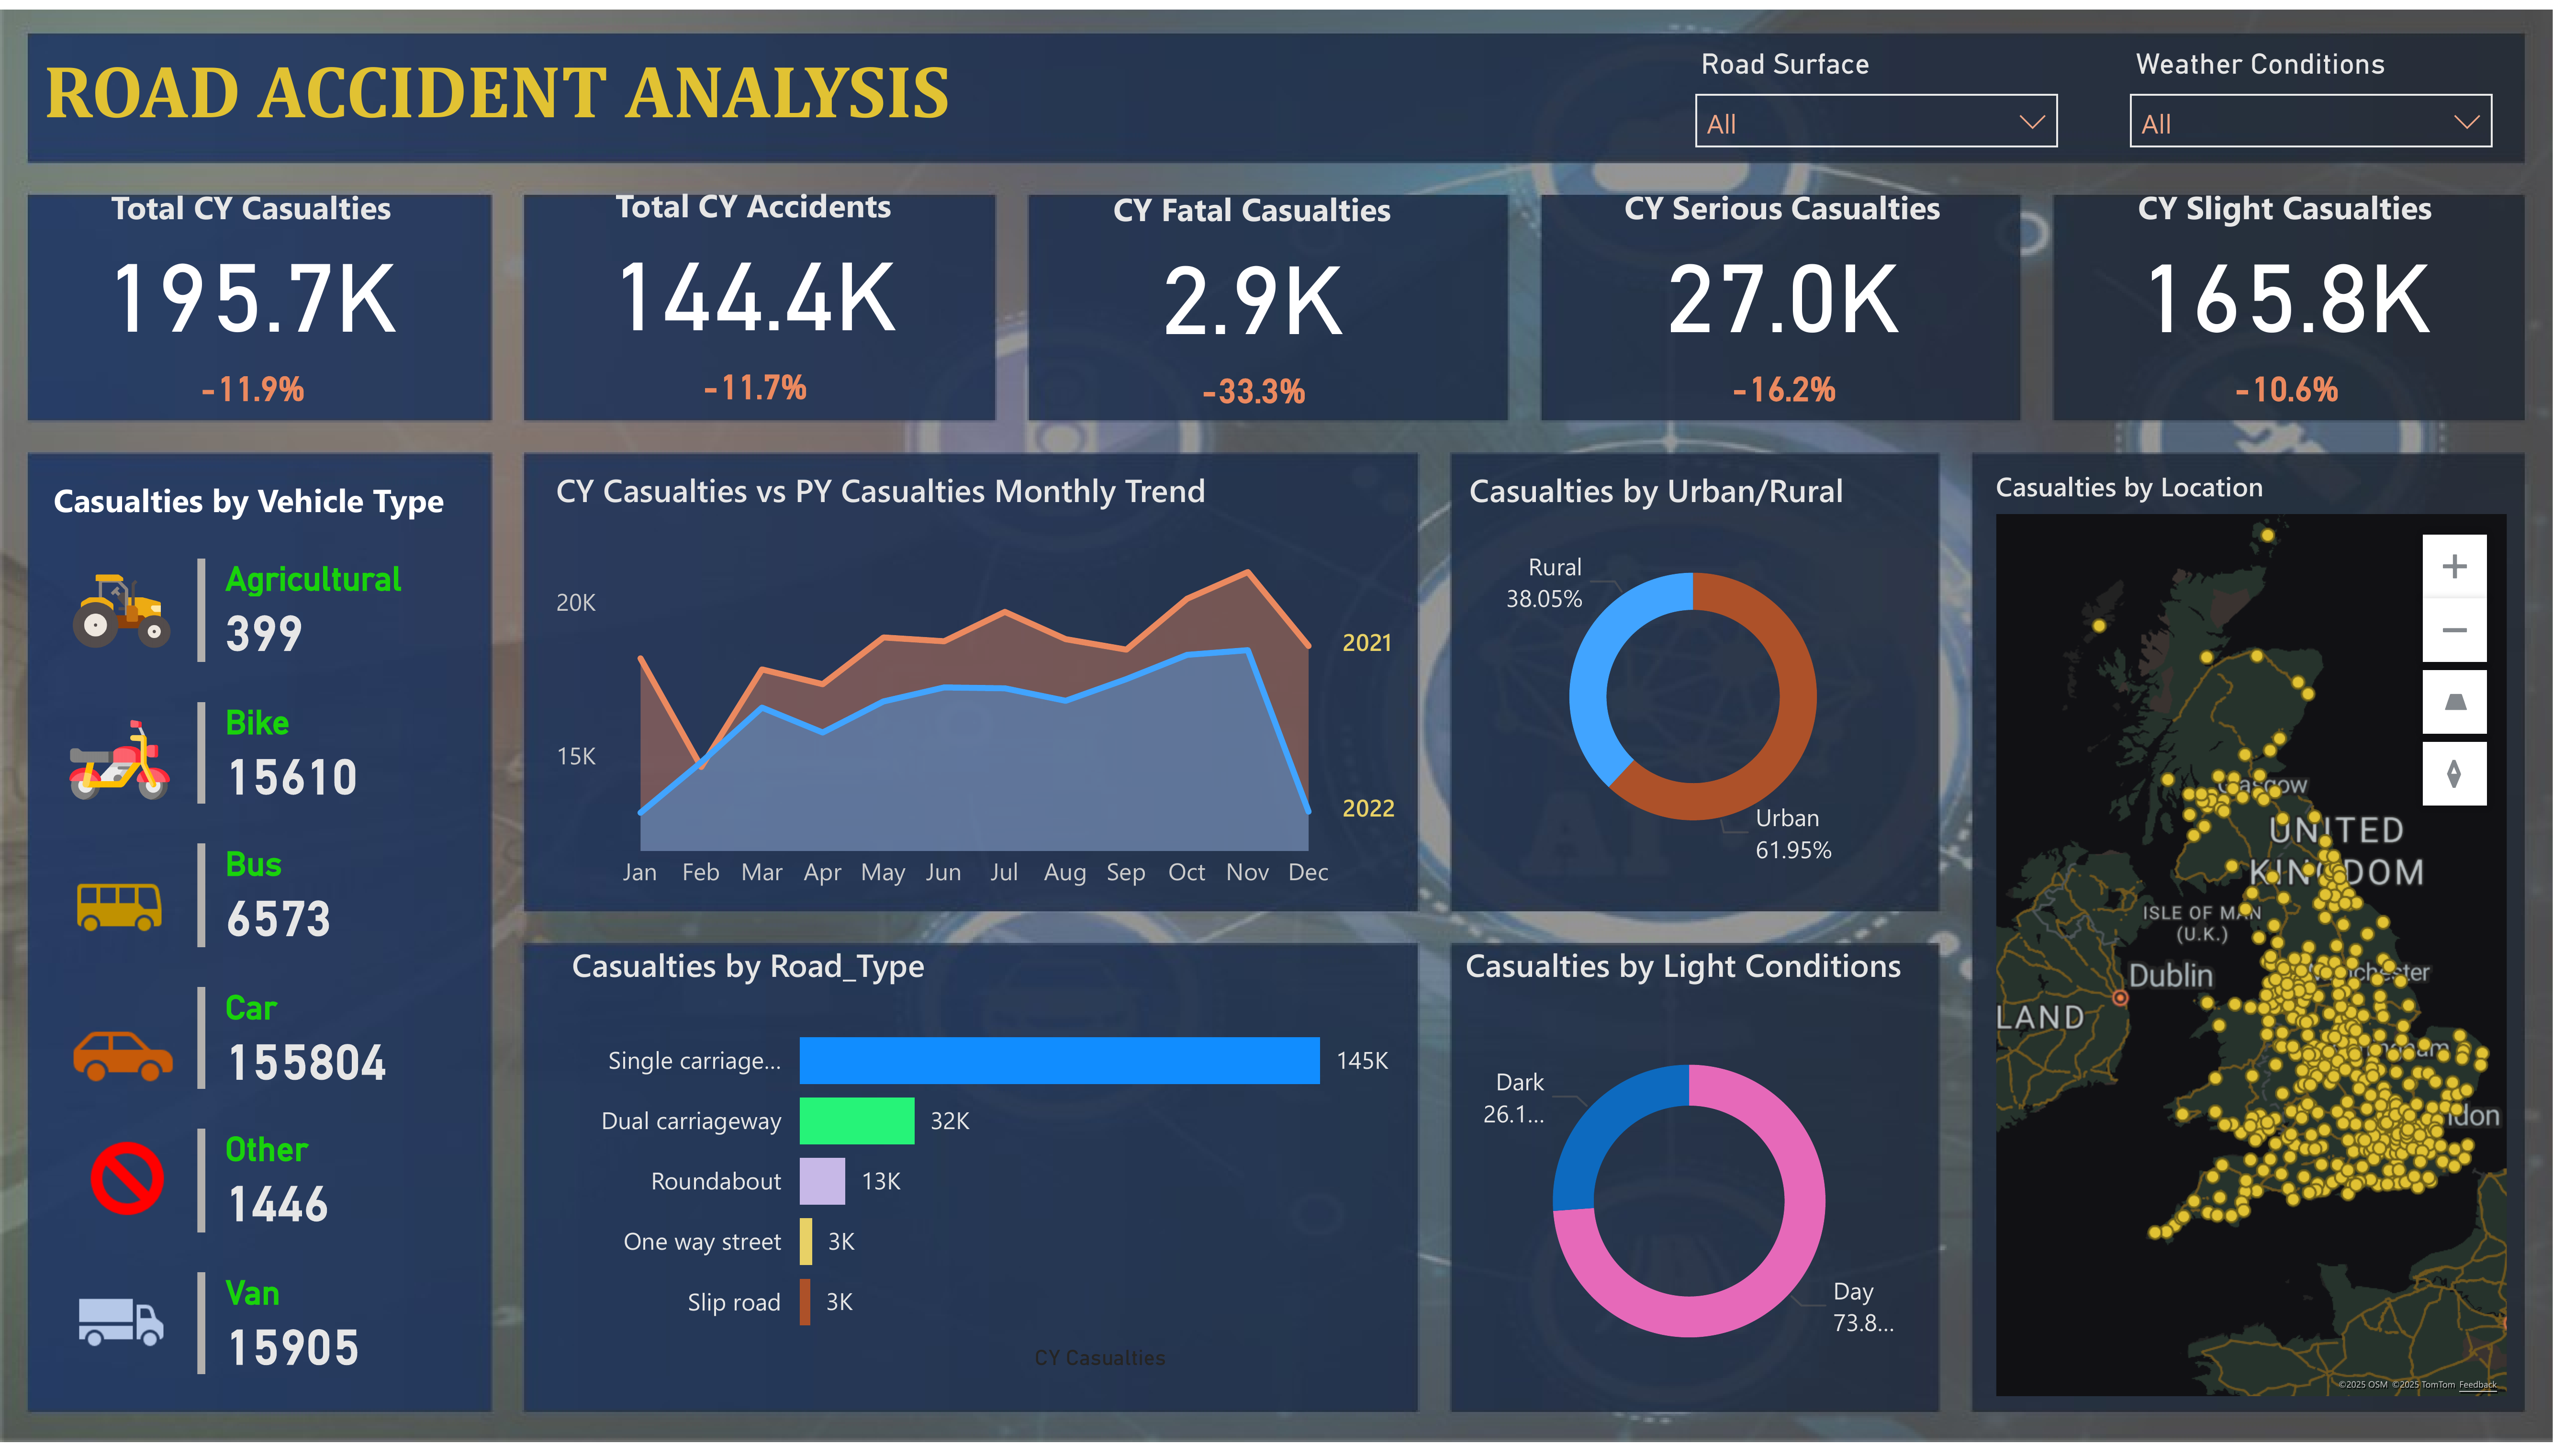 ROAD ACCIDENT ANALYSIS
Road Surface
All
Weather Conditions
All
Total CY Casualties
195.7K
-11.9%
Total CY Accidents
144.4K
-11.7%
CY Fatal Casualties
2.9K
-33.3%
CY Serious Casualties
27.0K
-16.2%
CY Slight Casualties
165.8K
-10.6%
Casualties by Vehicle Type
Agricultural
399
Bike
15610
Bus
6573
Car
155804
Other
1446
Van
15905
CY Casualties vs PY Casualties Monthly Trend
20K
15K
2021
2022
Jan Feb Mar Apr May Jun Jul Aug Sep Oct Nov Dec
Casualties by Urban/Rural
Rural
38.05%
Urban
61.95%
Casualties by Road_Type
Single carriage... 145K
Dual carriageway 32K
Roundabout 13K
One way street 3K
Slip road 3K
CY Casualties
Casualties by Light Conditions
Dark
26.1...
Day
73.8...
Casualties by Location
UNITED
KINGDOM
ISLE OF MAN
(U.K.)
Dublin
LAND
don
©2025 OSM ©2025 TomTom Feedback